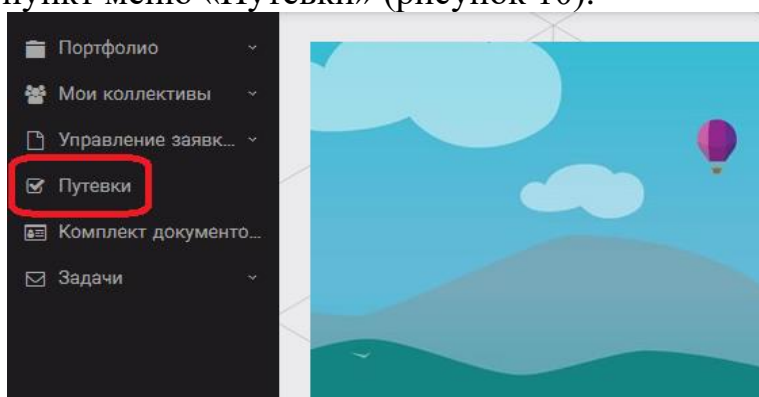 пункт меню «Путевки» (рисунок 10).
Портфолио
Мои коллективы
Управление заявк...
Путевки
Комплект документо...
Задачи